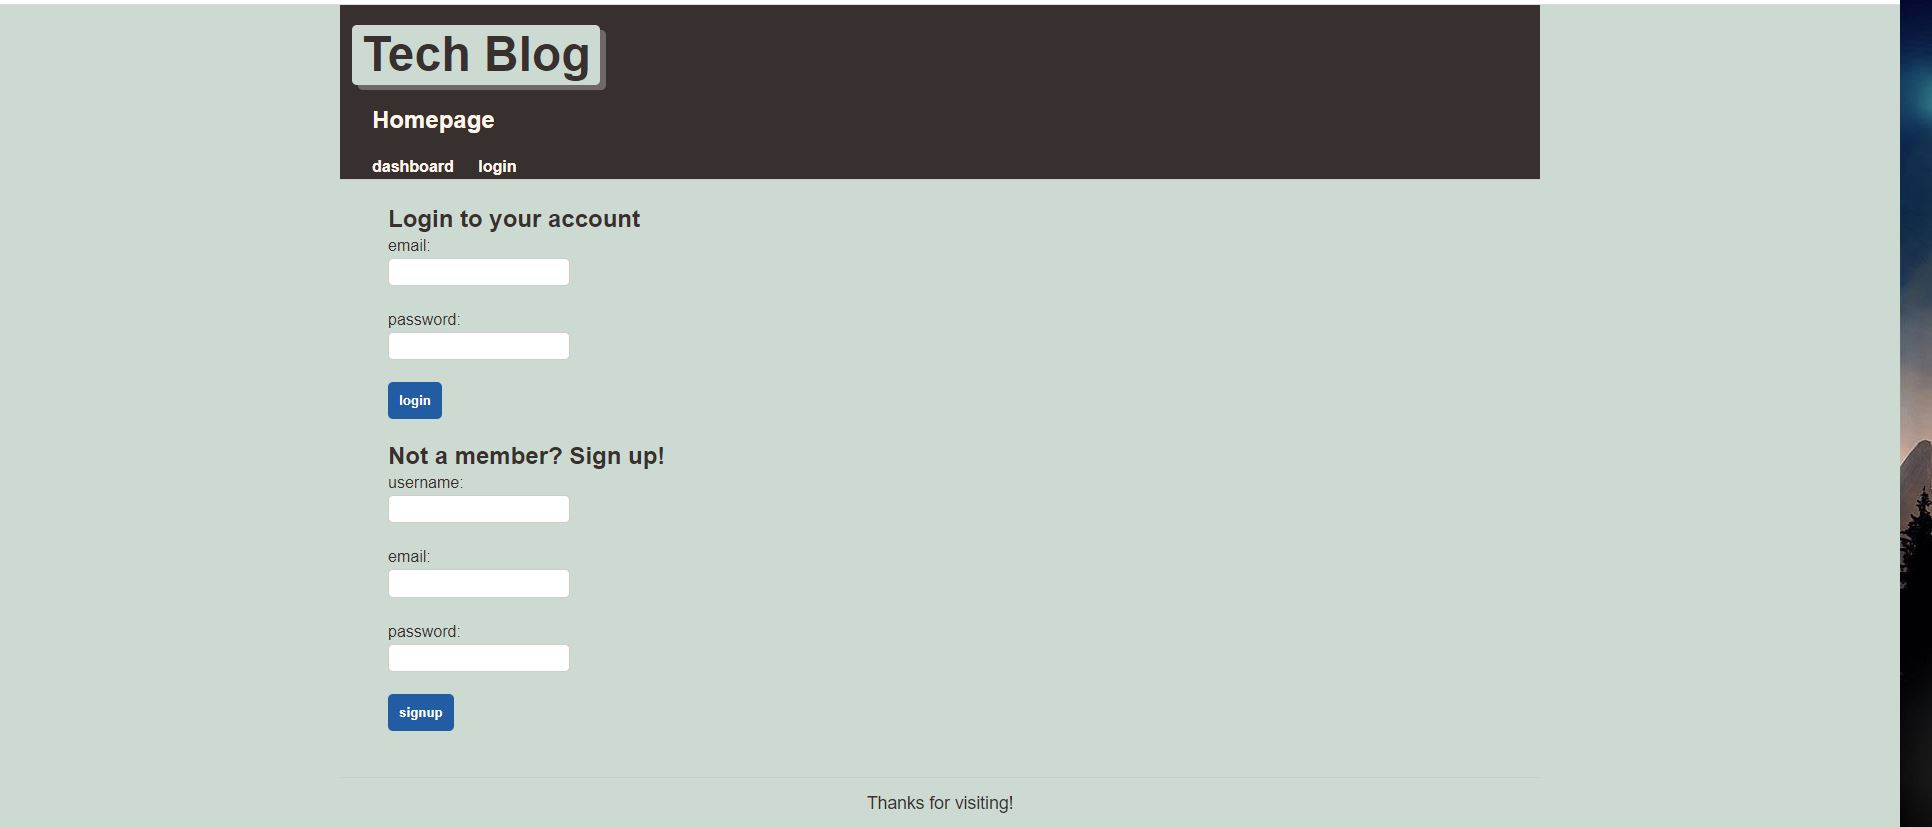 Tech Blog
Homepage
dashboard login
Login to your account
email:
password:
login
Not a member? Sign up!
username:
email:
password:
signup
Thanks for visiting!